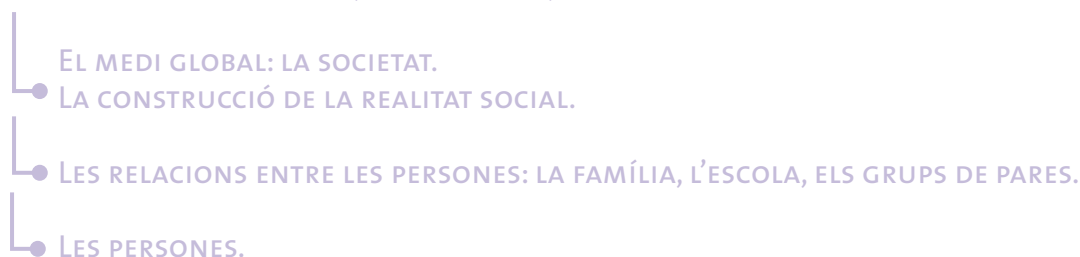 El medi global: la societat.
La construcció de la realitat social.
Les relacions entre les persones: la família, l’escola, els grups de pares.
Les persones.